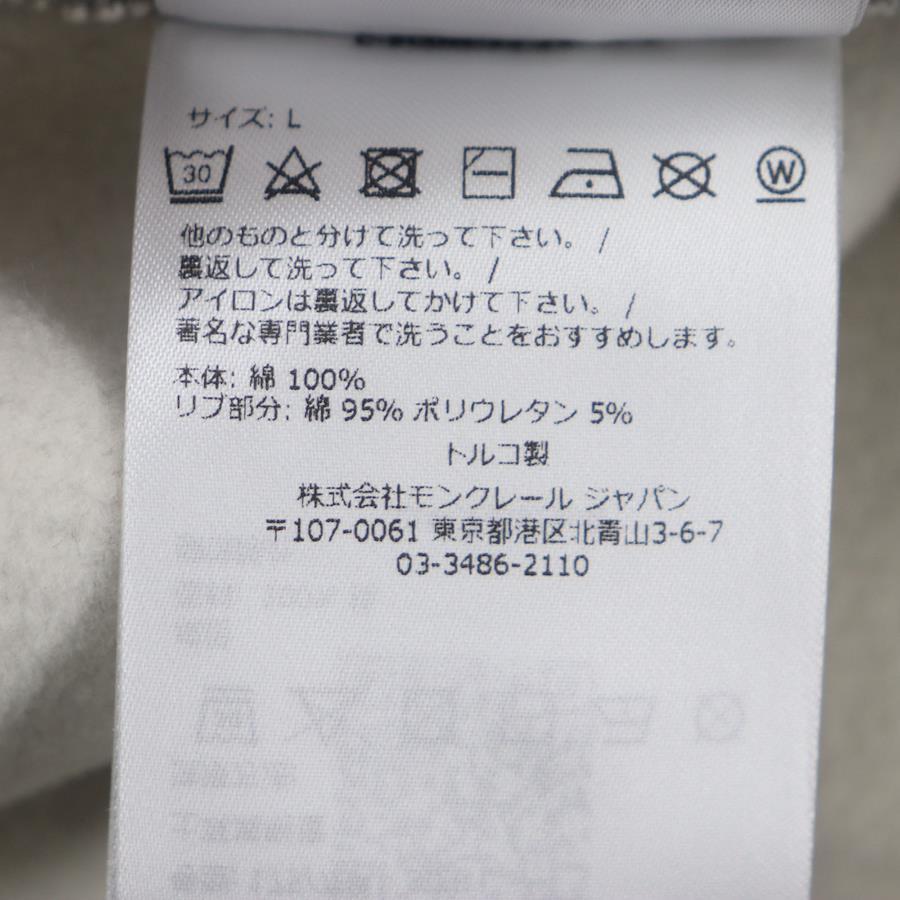 サイズ: L
30
W
他のものと分けて洗って下さい。 /
裏返して洗って下さい。 /
アイロンは裏返してかけて下さい。 /
著名な専門業者で洗うことをおすすめします。
本体: 綿 100%
リブ部分: 綿 95% ポリウレタン 5%
トルコ製
株式会社モンクレール ジャパン
〒107-0061 東京都港区北青山3-6-7
03-3486-2110